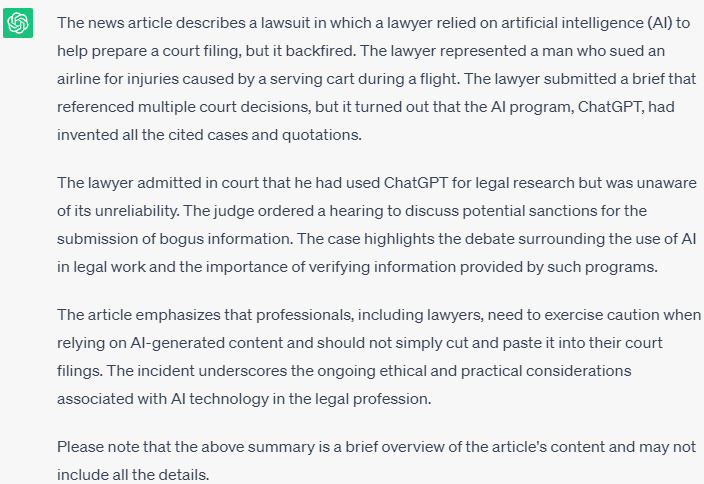 The news article describes a lawsuit in which a lawyer relied on artificial intelligence (AI) to
help prepare a court filing, but it backfired. The lawyer represented a man who sued an
airline for injuries caused by a serving cart during a flight. The lawyer submitted a brief that
referenced multiple court decisions, but it turned out that the AI program, ChatGPT, had
invented all the cited cases and quotations.
The lawyer admitted in court that he had used ChatGPT for legal research but was unaware
of its unreliability. The judge ordered a hearing to discuss potential sanctions for the
submission of bogus information. The case highlights the debate surrounding the use of AI
in legal work and the importance of verifying information provided by such programs.
The article emphasizes that professionals, including lawyers, need to exercise caution when
relying on AI-generated content and should not simply cut and paste it into their court
filings. The incident underscores the ongoing ethical and practical considerations
associated with AI technology in the legal profession.
Please note that the above summary is a brief overview of the article's content and may not
include all the details.